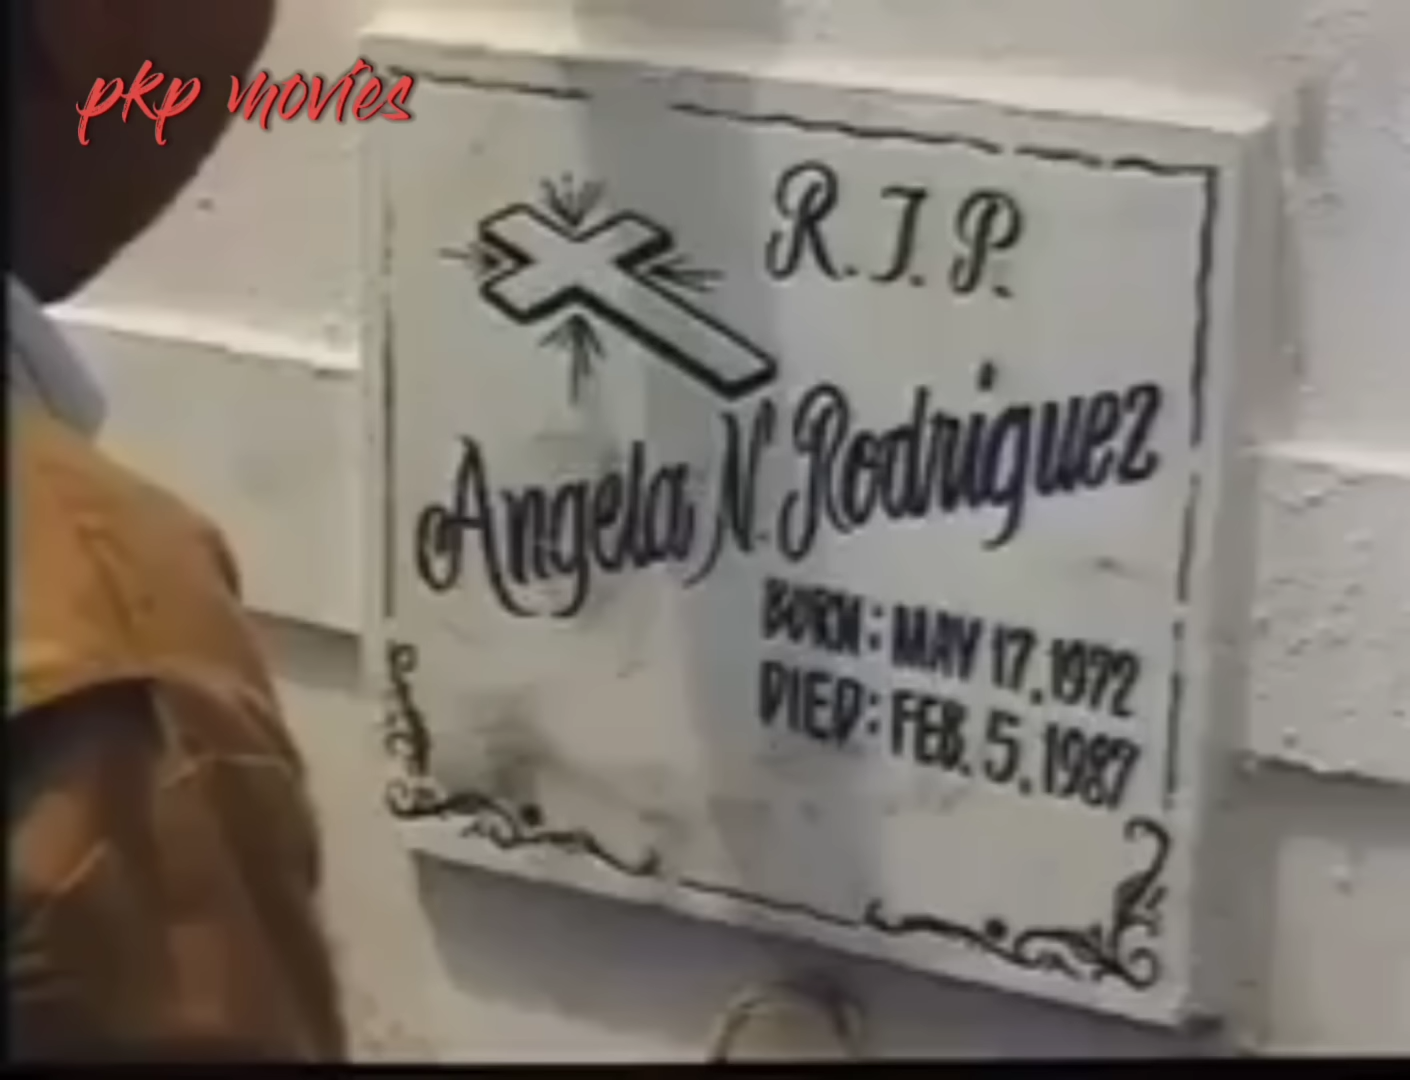 pkp movies
R.I.P.
Angela N. Rodriguez
BORN: MAY 17, 1972
DIED: FEB. 5, 1987